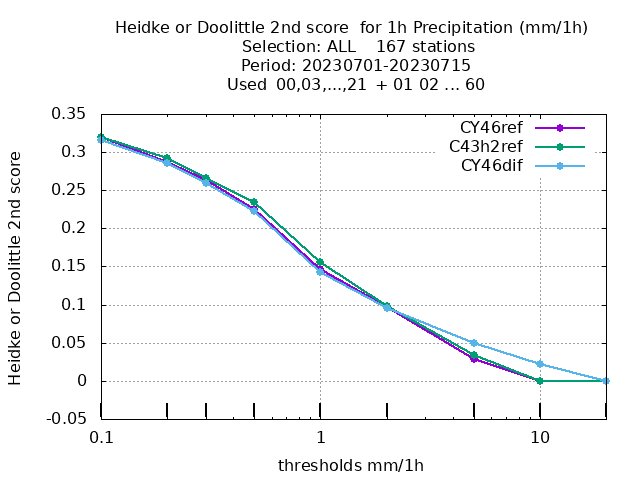 Heidke or Doolittle 2nd score  for 1h Precipitation (mm/1h)
Selection: ALL    167 stations
Period: 20230701-20230715
Used  00,03,...,21  + 01 02 ... 60
CY46ref
C43h2ref
CY46dif
Heidke or Doolittle 2nd score
0.35
0.3
0.25
0.2
0.15
0.1
0.05
0
-0.05
0.1
1
10
thresholds mm/1h